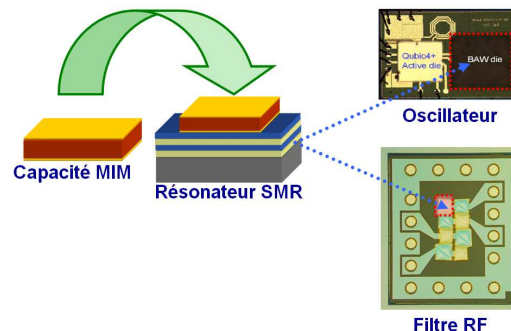 Qubic4+
Active die
BAW die
Oscillateur
Capacité MIM
Résonateur SMR
Filtre RF